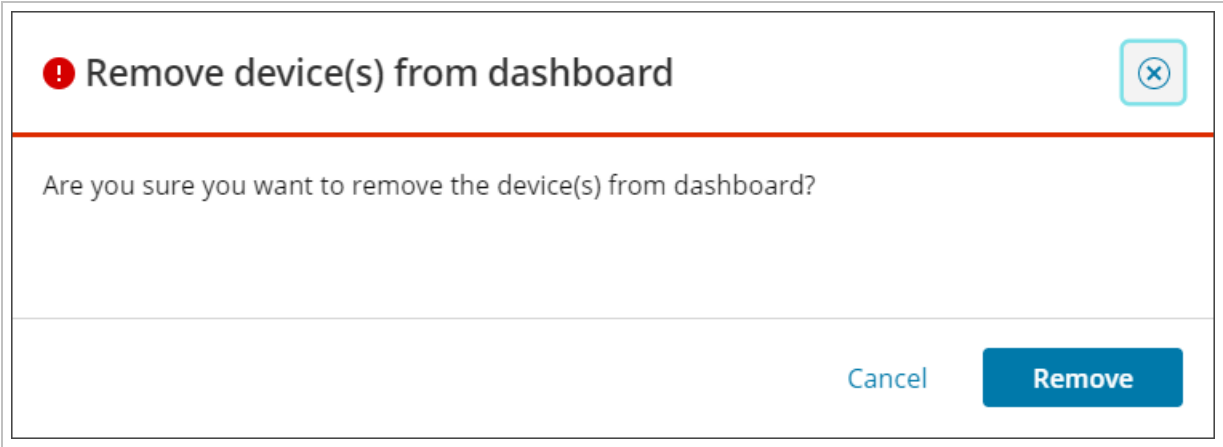 Remove device(s) from dashboard
Are you sure you want to remove the device(s) from dashboard?
Cancel
Remove